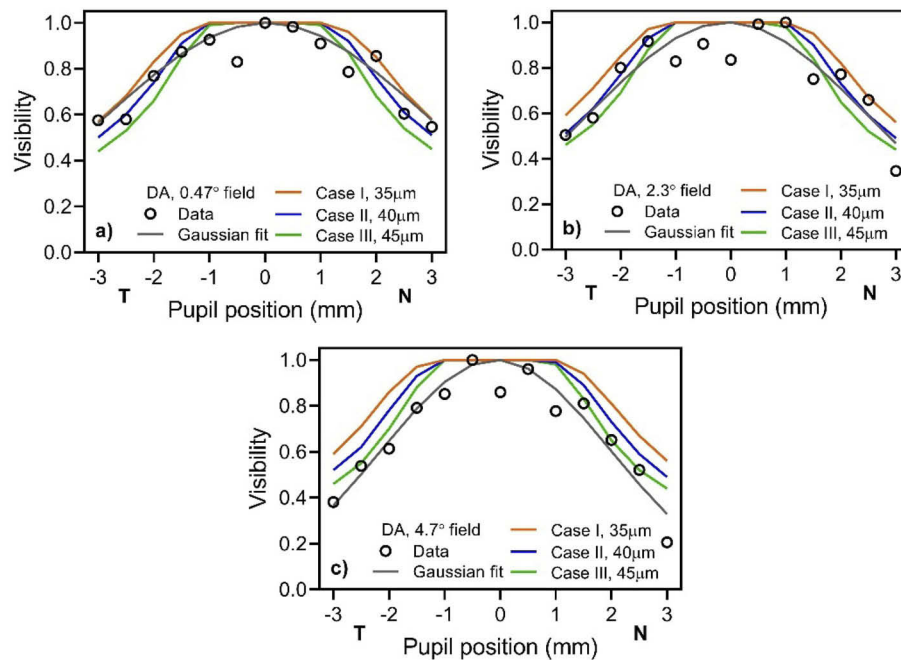 1.0
0.8
0.6
0.4
0.2
0.0
Visibility
DA, 0.47° field
Data
Gaussian fit
Case I, 35μm
Case II, 40μm
Case III, 45μm
a)
-3 -2 -1 0 1 2 3
T N
Pupil position (mm)
1.0
0.8
0.6
0.4
0.2
0.0
Visibility
DA, 2.3° field
Data
Gaussian fit
Case I, 35μm
Case II, 40μm
Case III, 45μm
b)
-3 -2 -1 0 1 2 3
T N
Pupil position (mm)
1.0
0.8
0.6
0.4
0.2
0.0
Visibility
DA, 4.7° field
Data
Gaussian fit
Case I, 35μm
Case II, 40μm
Case III, 45μm
c)
-3 -2 -1 0 1 2 3
T N
Pupil position (mm)